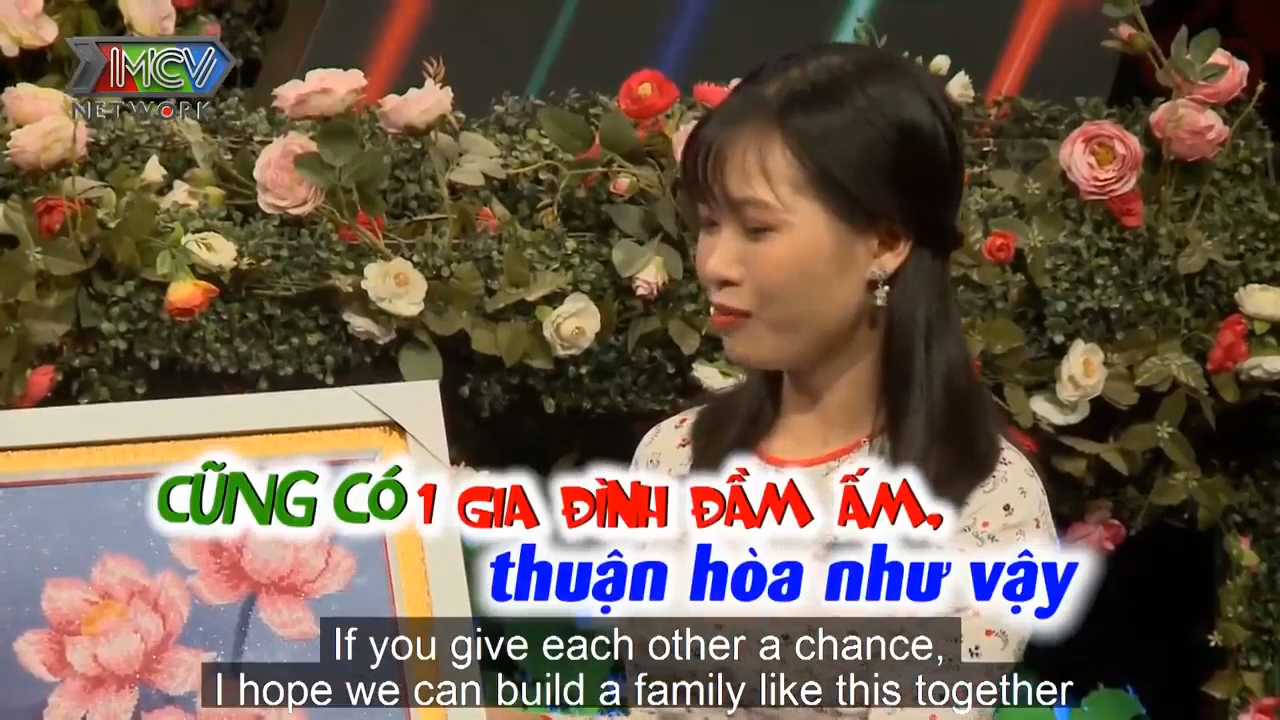 MCV
NETWORK
CŨNG CÓ 1 GIA ĐÌNH ĐẦM ẤM,
thuận hòa như vậy
If you give each other a chance,
I hope we can build a family like this together